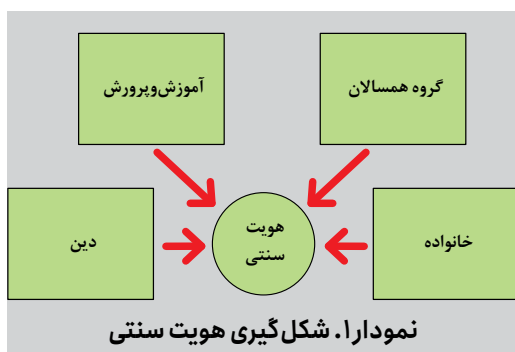 گروه همسالان
آموزش‌وپرورش
هویت
سنتی
خانواده
دین
نمودار۱. شکل‌گیری هویت سنتی